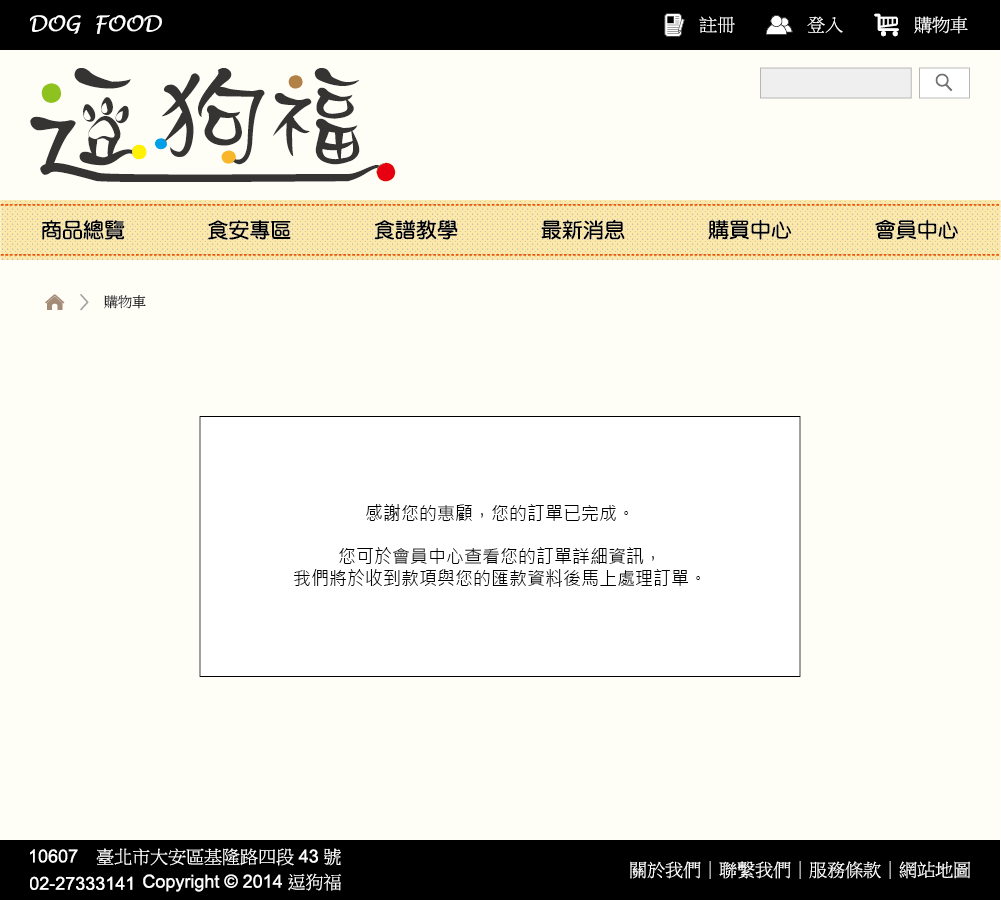 DOG FOOD
註冊
登入
購物車
逗狗福
商品總覽
食安專區
食譜教學
最新消息
購買中心
會員中心
購物車
感謝您的惠顧，您的訂單已完成。
您可於會員中心查看您的訂單詳細資訊，
我們將於收到款項與您的匯款資料後馬上處理訂單。
10607 臺北市大安區基隆路四段 43 號
02-27333141 Copyright © 2014 逗狗福
關於我們｜聯繫我們｜服務條款｜網站地圖